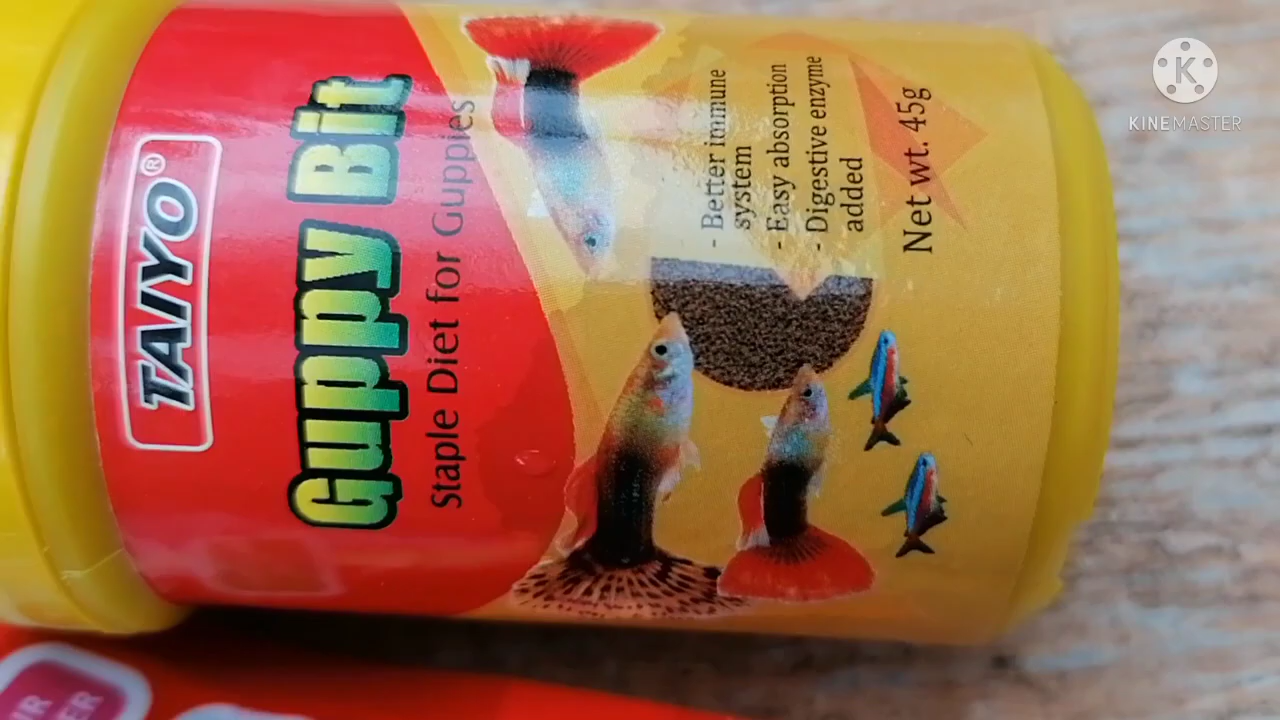 TAIYO®
Guppy Bit
Staple Diet for Guppies
- Better immune
system
- Easy absorption
- Digestive enzyme
added
Net wt. 45g
K
KINEMASTER